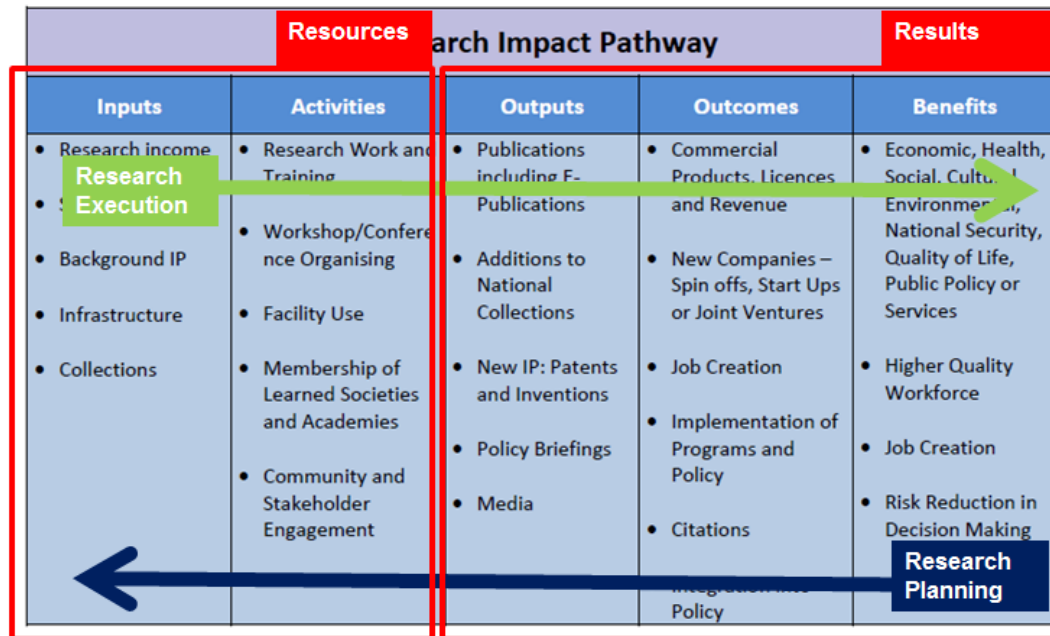 Resources
arch Impact Pathway
Results
Inputs
Activities
Outputs
Outcomes
Benefits
• Research income
Research
Execution
• S
• Background IP
• Infrastructure
• Collections
• Research Work and
Training
• Workshop/Confere
nce Organising
• Facility Use
• Membership of
Learned Societies
and Academies
• Community and
Stakeholder
Engagement
• Publications
including E-
Publications
• Additions to
National
Collections
• New IP: Patents
and Inventions
• Policy Briefings
• Media
• Commercial
Products, Licences
and Revenue
• New Companies –
Spin offs, Start Ups
or Joint Ventures
• Job Creation
• Implementation of
Programs and
Policy
• Citations
• Integration into
Policy
• Economic, Health,
Social, Cultural
Environmental,
National Security,
Quality of Life,
Public Policy or
Services
• Higher Quality
Workforce
• Job Creation
• Risk Reduction in
Decision Making
Research
Planning